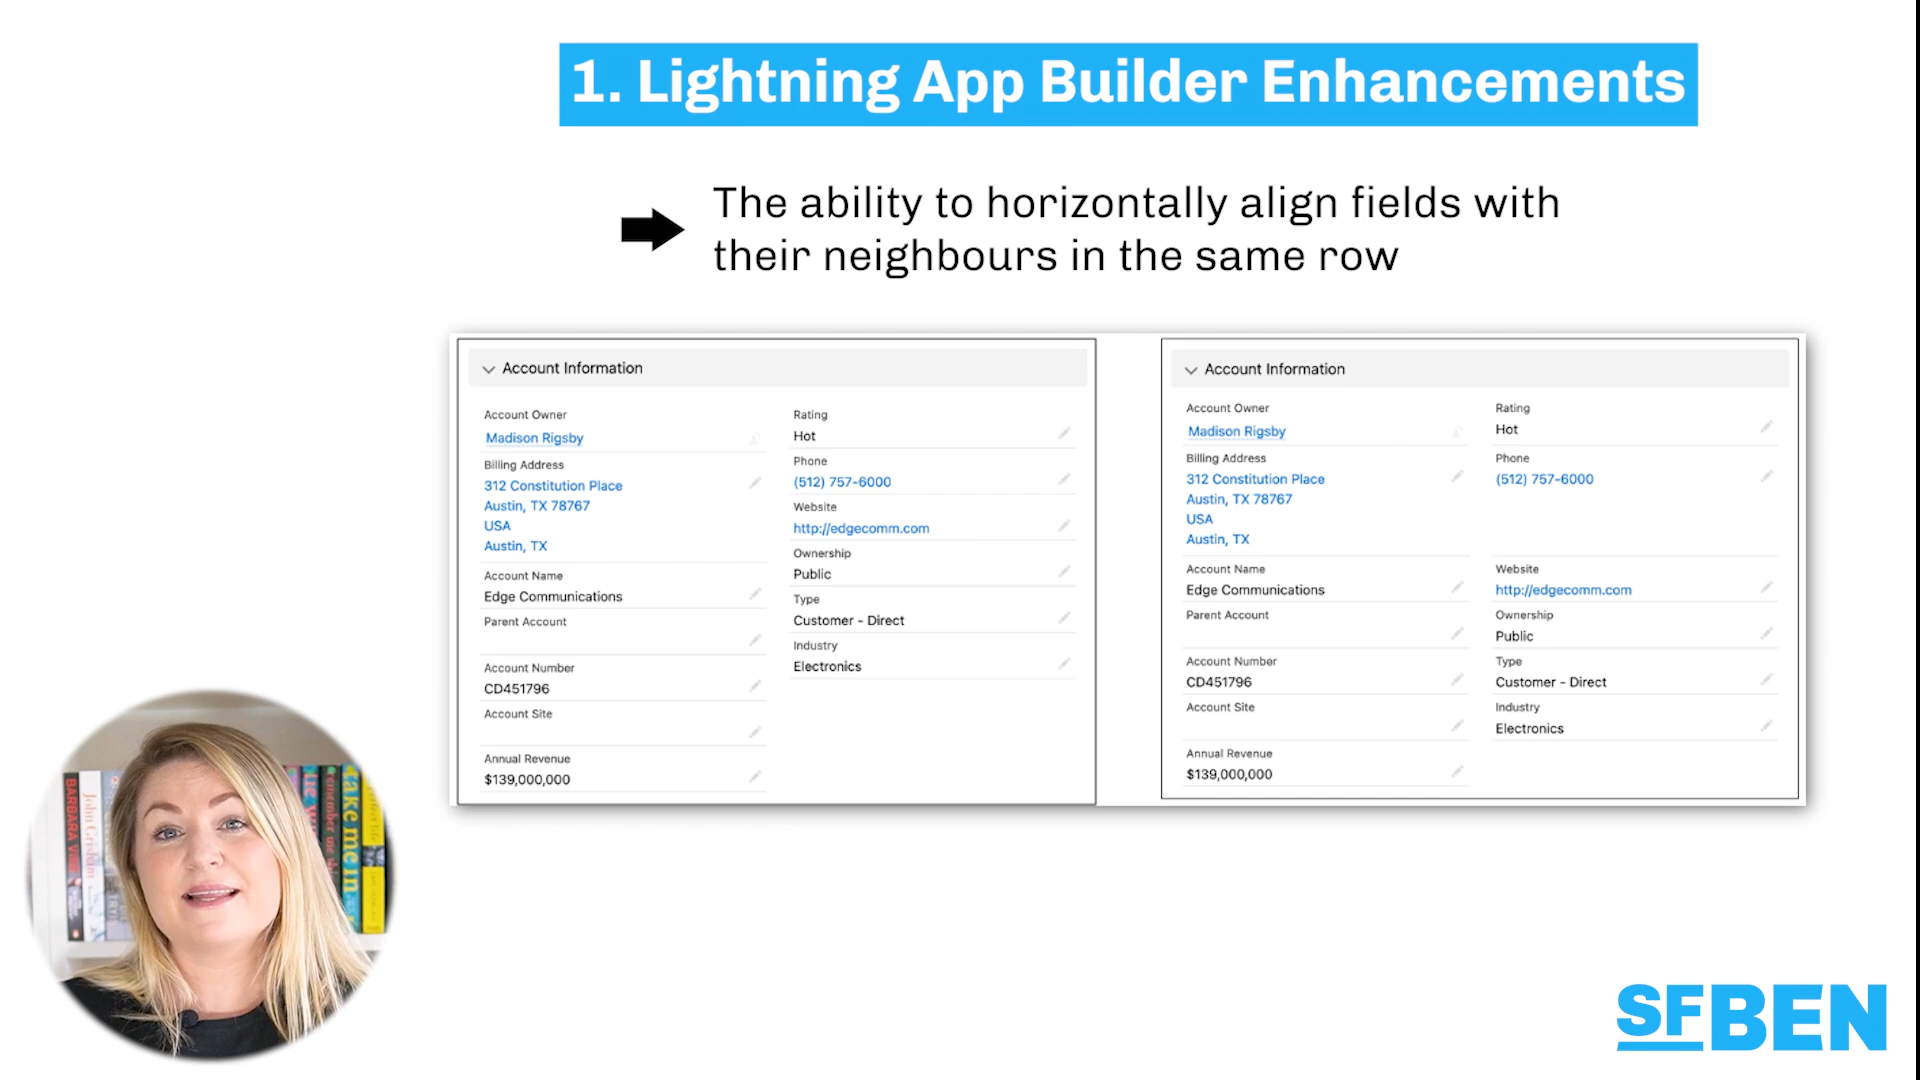 1. Lightning App Builder Enhancements
The ability to horizontally align fields with
their neighbours in the same row
Account Information
Account Owner
Madison Rigsby
Billing Address
312 Constitution Place
Austin, TX 78767
USA
Austin, TX
Account Name
Edge Communications
Parent Account
Account Number
CD451796
Account Site
Annual Revenue
$139,000,000
Rating
Hot
Phone
(512) 757-6000
Website
http://edgecomm.com
Ownership
Public
Type
Customer - Direct
Industry
Electronics
Account Information
Account Owner
Madison Rigsby
Billing Address
312 Constitution Place
Austin, TX 78767
USA
Austin, TX
Account Name
Edge Communications
Parent Account
Account Number
CD451796
Account Site
Annual Revenue
$139,000,000
Rating
Hot
Phone
(512) 757-6000
Website
http://edgecomm.com
Ownership
Public
Type
Customer - Direct
Industry
Electronics
BARBARA
John Grisham
take me in
SFBEN